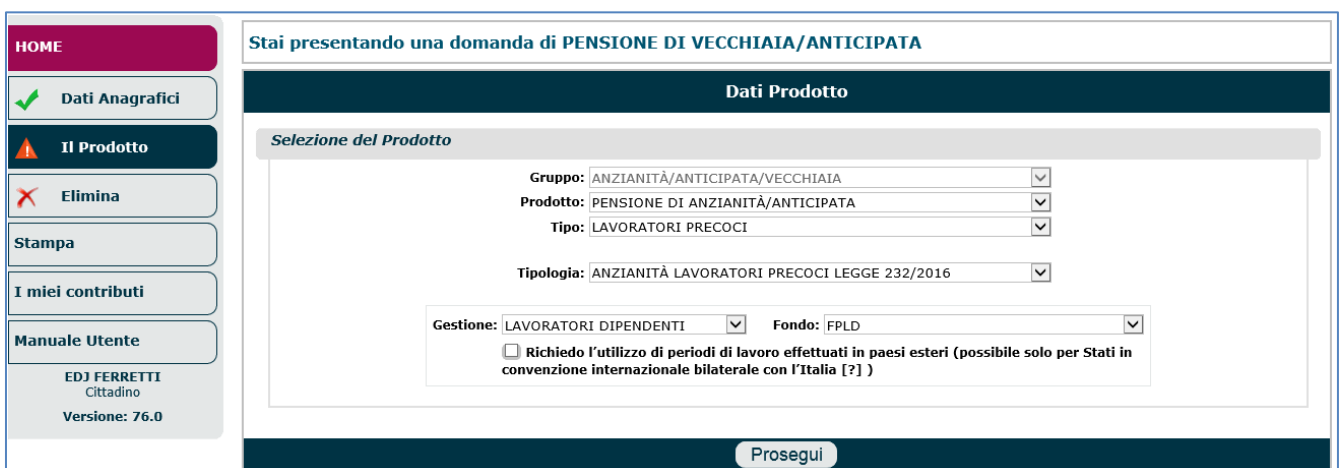 HOME
Dati Anagrafici
Il Prodotto
Elimina
Stampa
I miei contributi
Manuale Utente
EDJ FERRETTI
Cittadino
Versione: 76.0
Stai presentando una domanda di PENSIONE DI VECCHIAIA/ANTICIPATA
Dati Prodotto
Selezione del Prodotto
Gruppo: ANZIANITÀ/ANTICIPATA/VECCHIAIA
Prodotto: PENSIONE DI ANZIANITÀ/ANTICIPATA
Tipo: LAVORATORI PRECOCI
Tipologia: ANZIANITÀ LAVORATORI PRECOCI LEGGE 232/2016
Gestione: LAVORATORI DIPENDENTI Fondo: FPLD
Richiedo l'utilizzo di periodi di lavoro effettuati in paesi esteri (possibile solo per Stati in
convenzione internazionale bilaterale con l'Italia [?] )
Prosegui